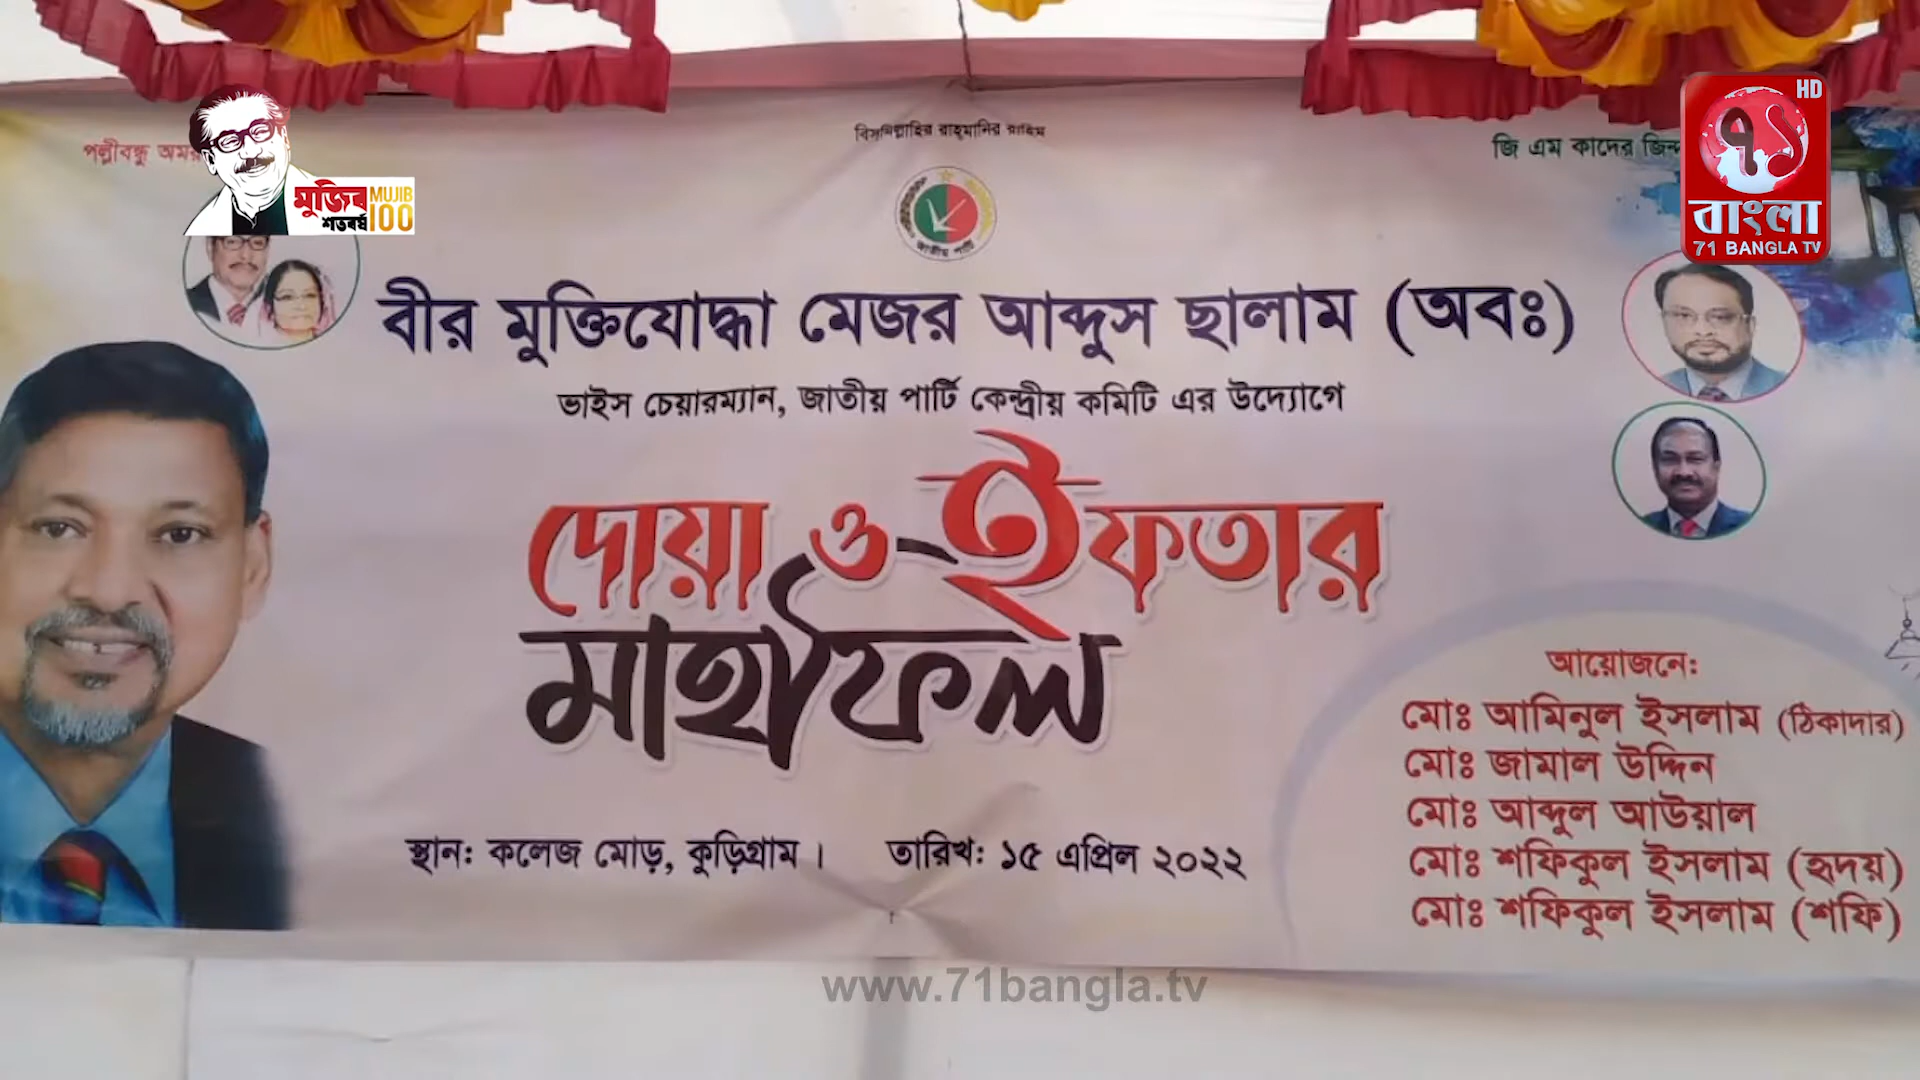 বিসমিল্লাহির রাহমানির রাহিম
পল্লীবন্ধু
জি এম কাদের
জাতীয় পার্টি
মুজিব MUJIB
শতবর্ষ 100
HD
৭১
বাংলা
71 BANGLA TV
বীর মুক্তিযোদ্ধা মেজর আব্দুস ছালাম (অবঃ)
ভাইস চেয়ারম্যান, জাতীয় পার্টি কেন্দ্রীয় কমিটি এর উদ্যোগে
দোয়া ও ইফতার
মাহফিল
স্থান: কলেজ মোড়, কুড়িগ্রাম। তারিখ: ১৫ এপ্রিল ২০২২
আয়োজনে:
মোঃ আমিনুল ইসলাম (ঠিকাদার)
মোঃ জামাল উদ্দিন
মোঃ আব্দুল আউয়াল
মোঃ শফিকুল ইসলাম (হৃদয়)
মোঃ শফিকুল ইসলাম (শফি)
www.71bangla.tv